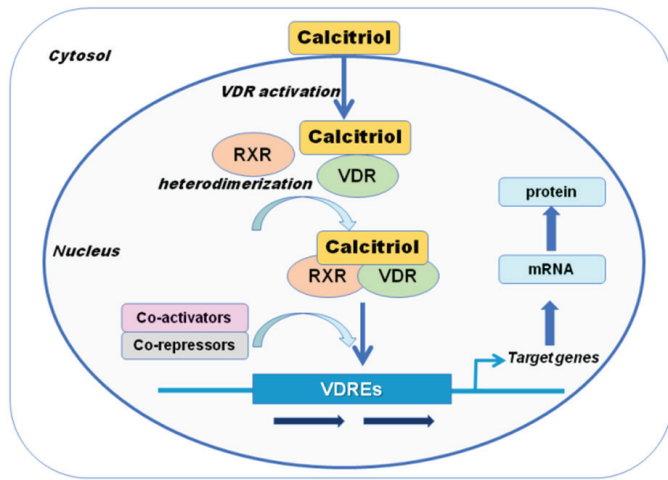 Calcitriol
Cytosol
VDR activation
Calcitriol
RXR
VDR
heterodimerization
protein
Nucleus
Calcitriol
RXR
VDR
mRNA
Co-activators
Co-repressors
Target genes
VDREs